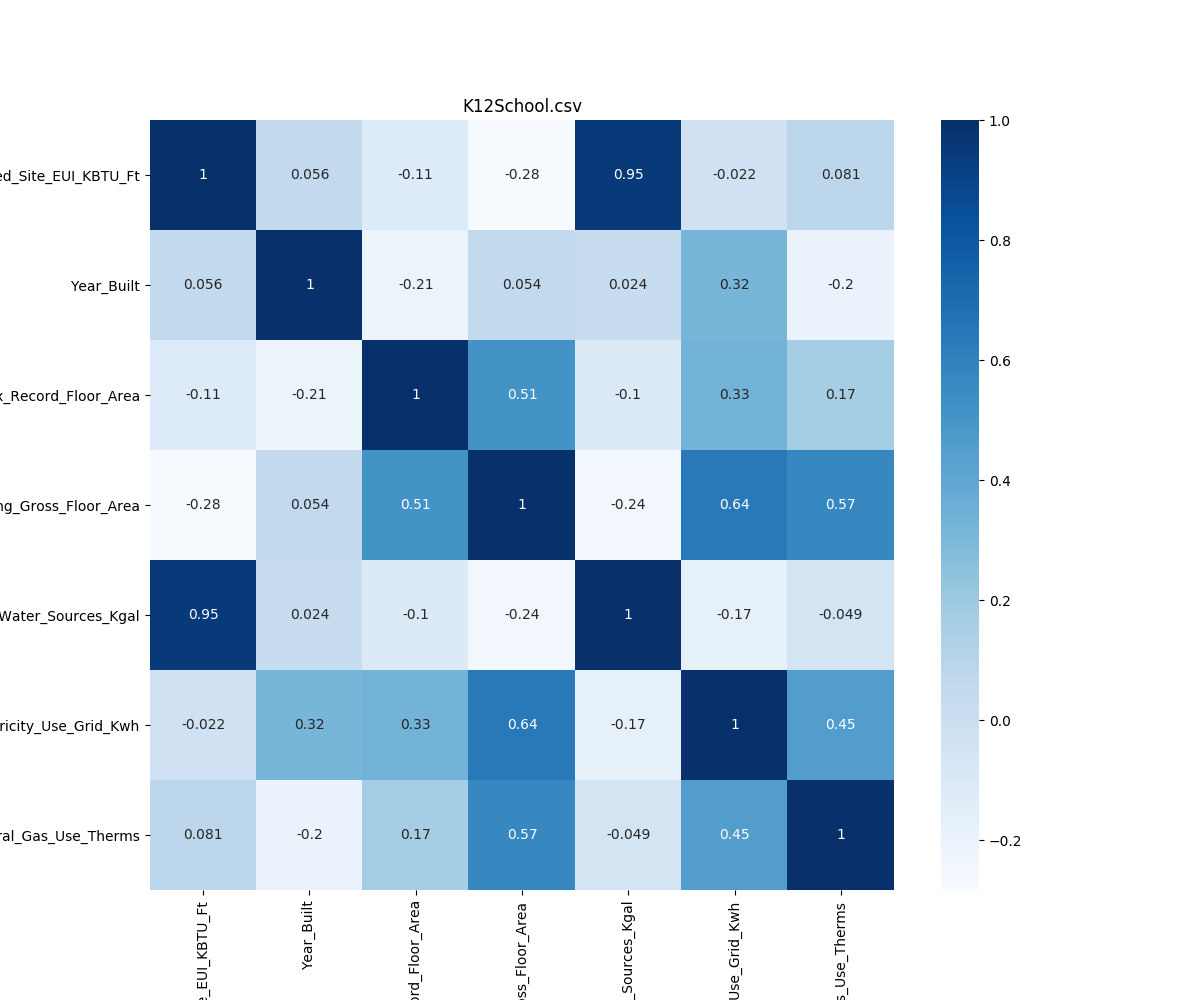 K12School.csv
ed_Site_EUI_KBTU_Ft 1 0.056 -0.11 -0.28 0.95 -0.022 0.081
Year_Built 0.056 1 -0.21 0.054 0.024 0.32 -0.2
x_Record_Floor_Area -0.11 -0.21 1 0.51 -0.1 0.33 0.17
ng_Gross_Floor_Area -0.28 0.054 0.51 1 -0.24 0.64 0.57
Water_Sources_Kgal 0.95 0.024 -0.1 -0.24 1 -0.17 -0.049
ricity_Use_Grid_Kwh -0.022 0.32 0.33 0.64 -0.17 1 0.45
ral_Gas_Use_Therms 0.081 -0.2 0.17 0.57 -0.049 0.45 1
e_EUI_KBTU_Ft
Year_Built
ord_Floor_Area
oss_Floor_Area
_Sources_Kgal
Use_Grid_Kwh
s_Use_Therms
1.0
0.8
0.6
0.4
0.2
0.0
−0.2